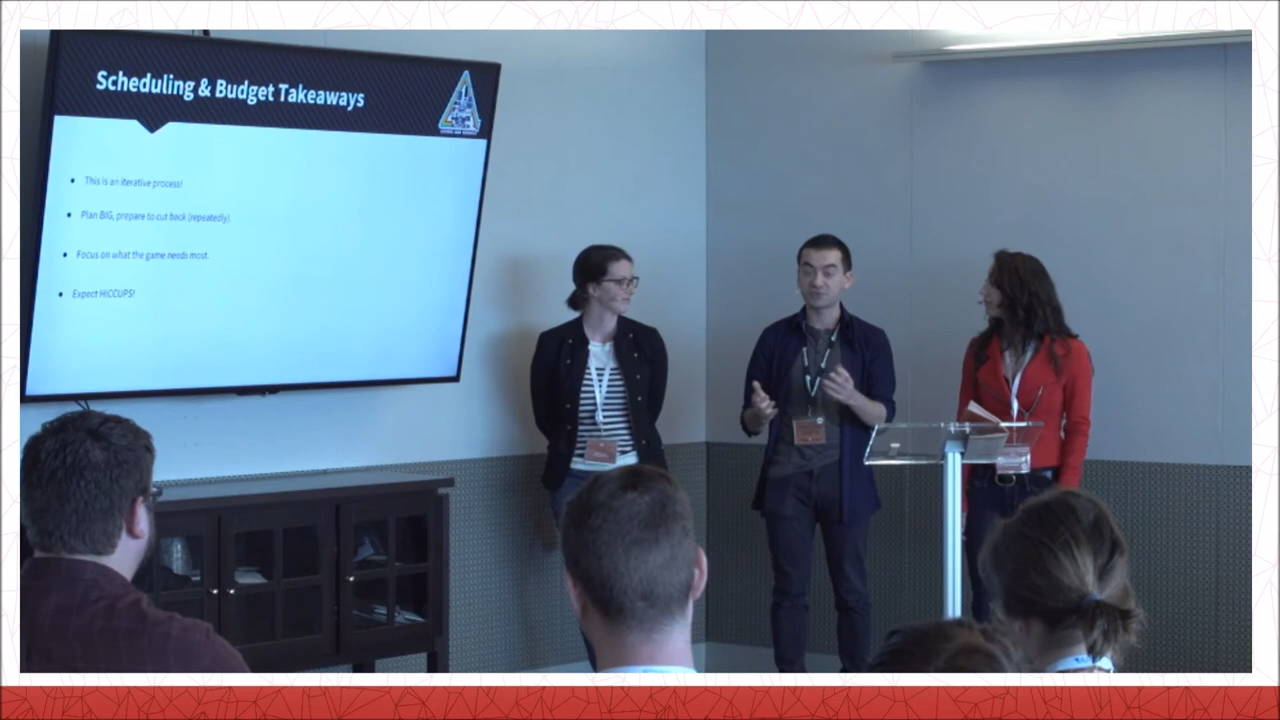 Scheduling & Budget Takeaways
This is an iterative process!
Plan BIG, prepare to cut back (repeatedly).
Focus on what the game needs most.
Expect HICCUPS!